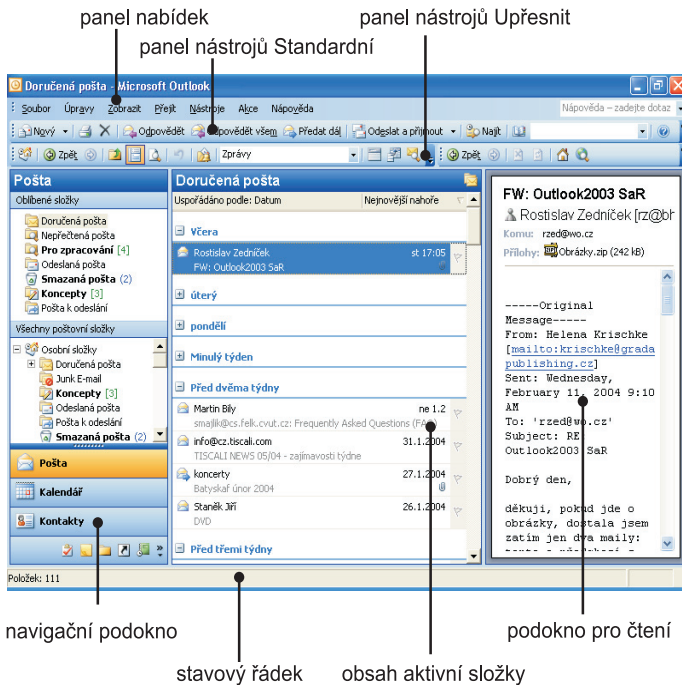 panel nabídek
panel nástrojů Upřesnit
panel nástrojů Standardní
Doručená pošta - Microsoft Outlook
Soubor Úpravy Zobrazit Přejít Nástroje Akce Nápověda
Nápověda – zadejte dotaz
Nový Odpovědět Odpovědět všem Předat dál Odeslat a přijmout Najít
Zpět Zprávy Zpět
Pošta
Oblíbené složky
Doručená pošta
Nepřečtená pošta
Pro zpracování [4]
Odeslaná pošta
Smazaná pošta (2)
Koncepty [3]
Pošta k odeslání
Všechny poštovní složky
Osobní složky
Doručená pošta
Junk E-mail
Koncepty [3]
Odeslaná pošta
Pošta k odeslání
Smazaná pošta (2)
Pošta
Kalendář
Kontakty
Doručená pošta
Uspořádáno podle: Datum Nejnovější nahoře
Včera
Rostislav Zedníček st 17:05
FW: Outlook2003 SaR
úterý
pondělí
Minulý týden
Před dvěma týdny
Martin Bily ne 1.2
smajlik@cs.felk.cvut.cz: Frequently Asked Questions (FAQ)
info@cz.tiscali.com 31.1.2004
TISCALI NEWS 05/04 - zajímavosti týdne
koncerty 27.1.2004
Batyskaf únor 2004
Staněk Jiří 26.1.2004
DVD
Před třemi týdny
FW: Outlook2003 SaR
Rostislav Zedníček [rz@bh
Komu: rzed@wo.cz
Přílohy: Obrázky.zip (242 kB)
-----Original
Message-----
From: Helena Krischke
[mailto:krischke@grada
publishing.cz]
Sent: Wednesday,
February 11, 2004 9:10
AM
To: 'rzed@wo.cz'
Subject: RE:
Outlook2003 SaR
Dobrý den,
děkuji, pokud jde o
obrázky, dostala jsem
zatím jen dva maily:
Položek: 111
navigační podokno
podokno pro čtení
stavový řádek
obsah aktivní složky